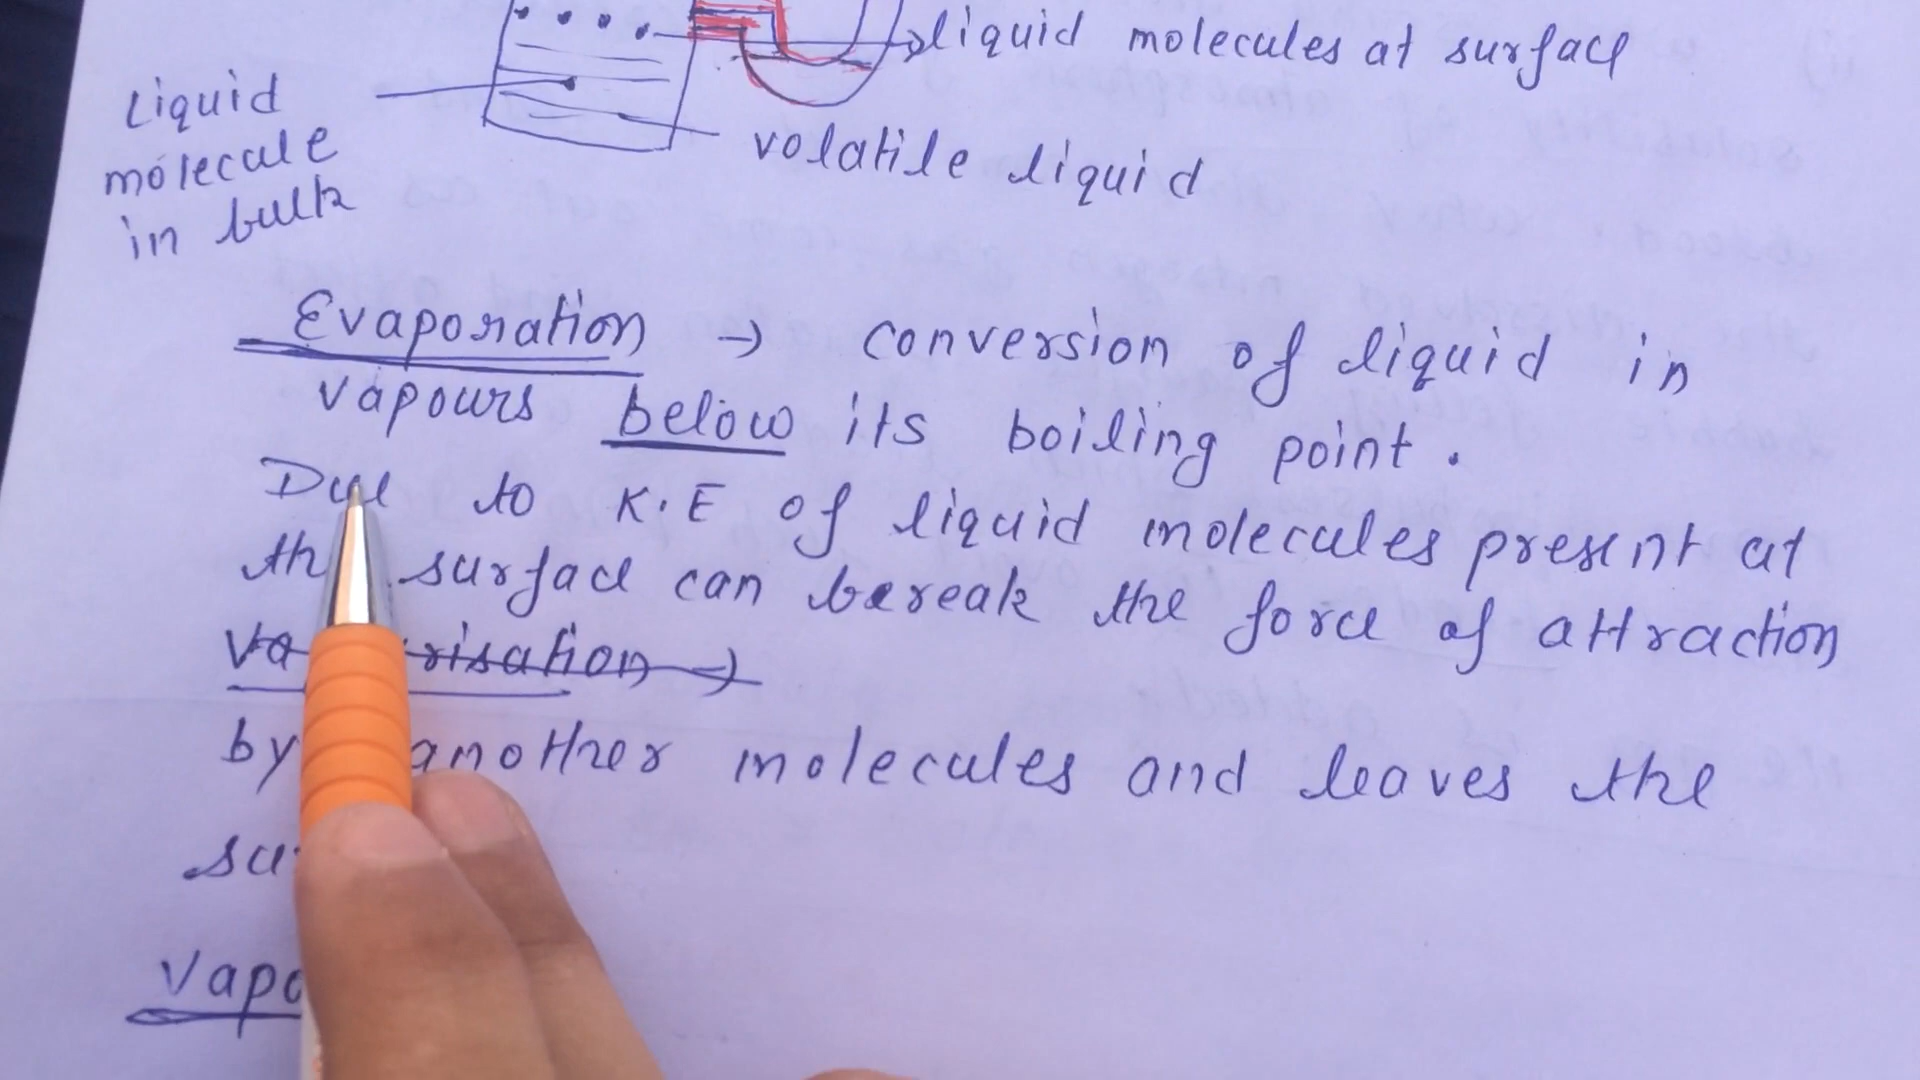 liquid molecules at surface
Liquid
molecule
in bulk
volatile liquid
Evaporation → conversion of liquid in
vapours below its boiling point.
Due to K.E of liquid molecules present at
surface can bereak the force of attraction
by another molecules and leaves the